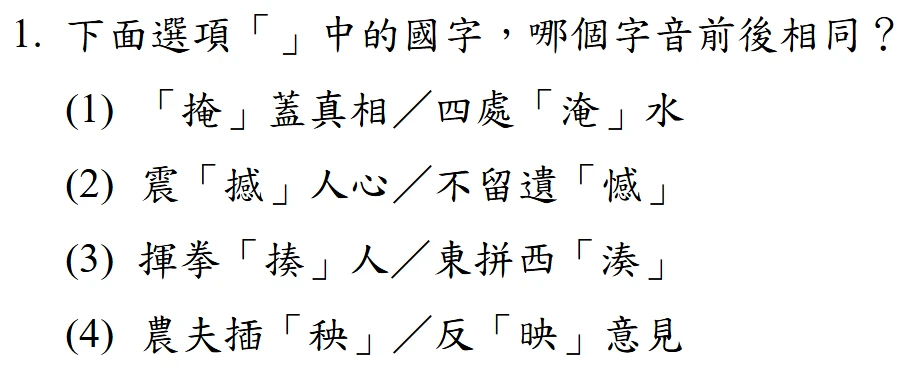 1. 下面選項「」中的國字，哪個字音前後相同？
(1) 「掩」蓋真相／四處「淹」水
(2) 震「撼」人心／不留遺「憾」
(3) 揮拳「揍」人／東拼西「湊」
(4) 農夫插「秧」／反「映」意見